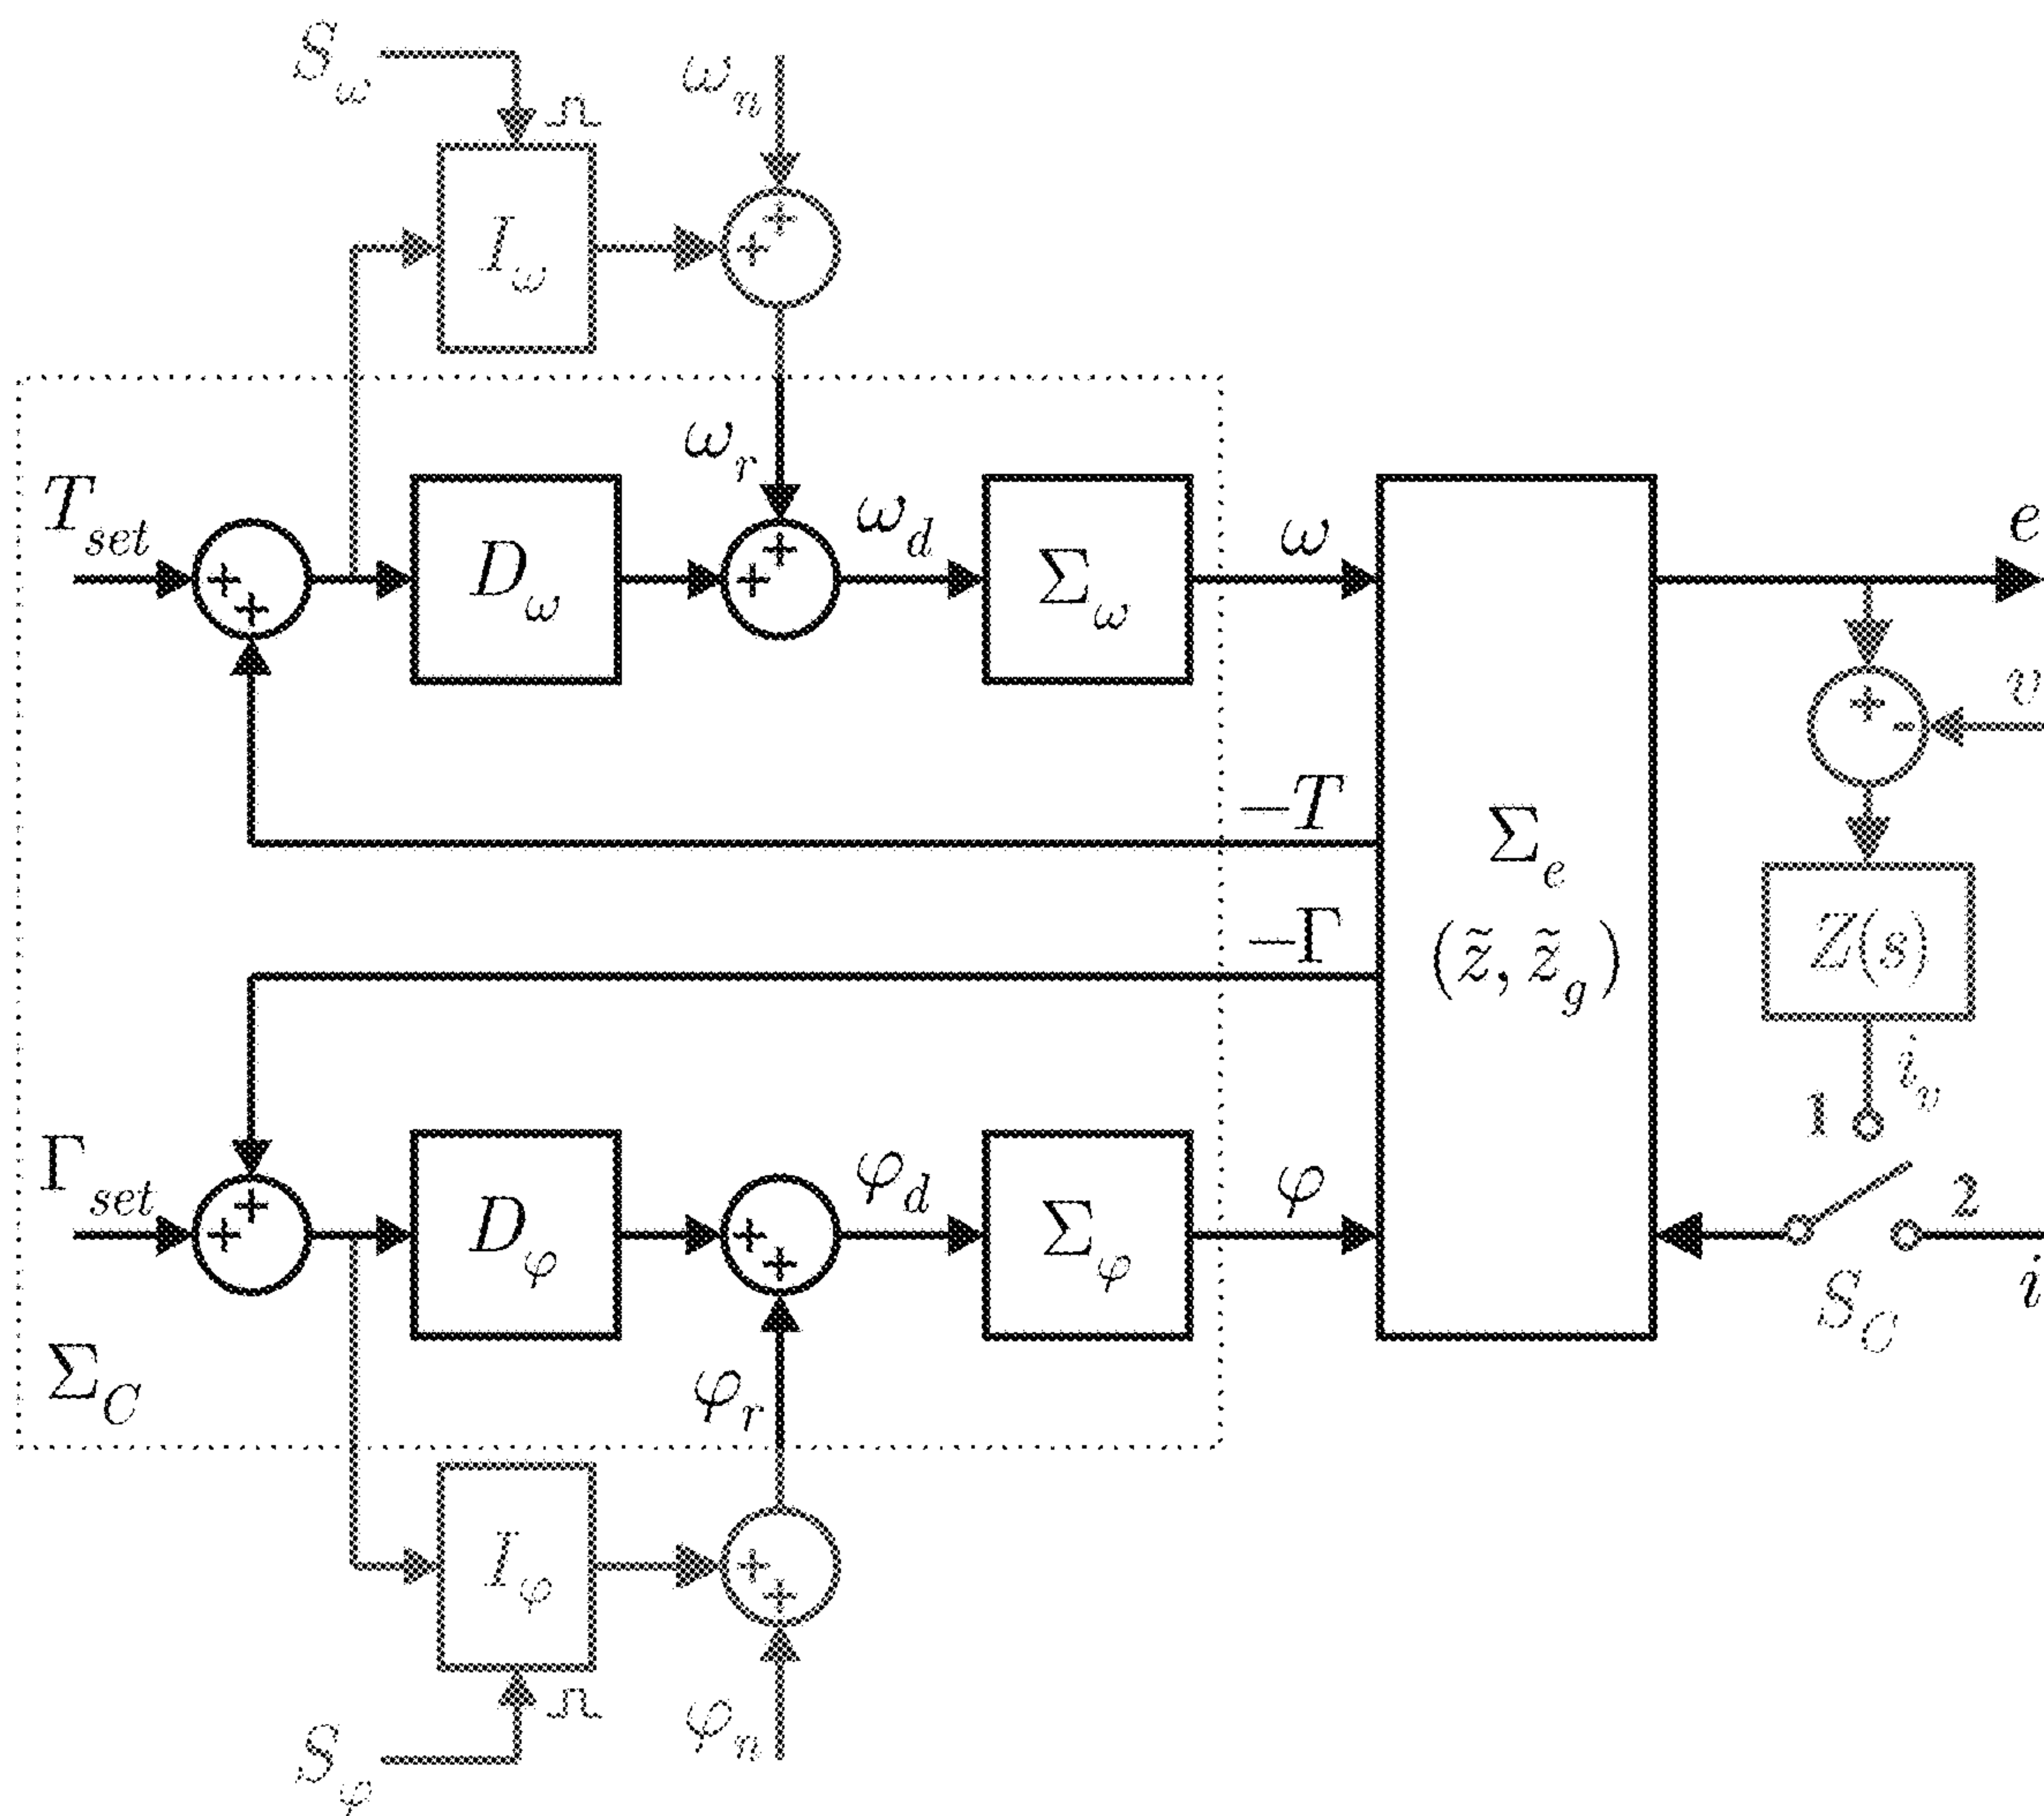 S_ω
ω_n
+
+
I_ω
ω_r
T_set
+
+
D_ω
+
+
ω_d
Σ_ω
ω
e
v
+
-
−T
Σ_e
(z̃, z̃_g)
Z(s)
−Γ
i_v
1
Γ_set
+
+
D_φ
+
+
φ_d
Σ_φ
φ
2
S_C
i
Σ_C
φ_r
I_φ
+
+
S_φ
φ_n